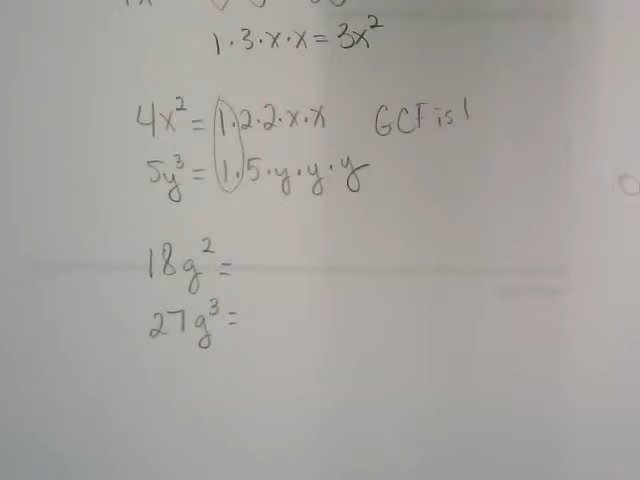 1·3·x·x = 3x²
4x² = 1·2·2·x·x GCF is 1
5y³ = 1·5·y·y·y
18g² =
27g³ =